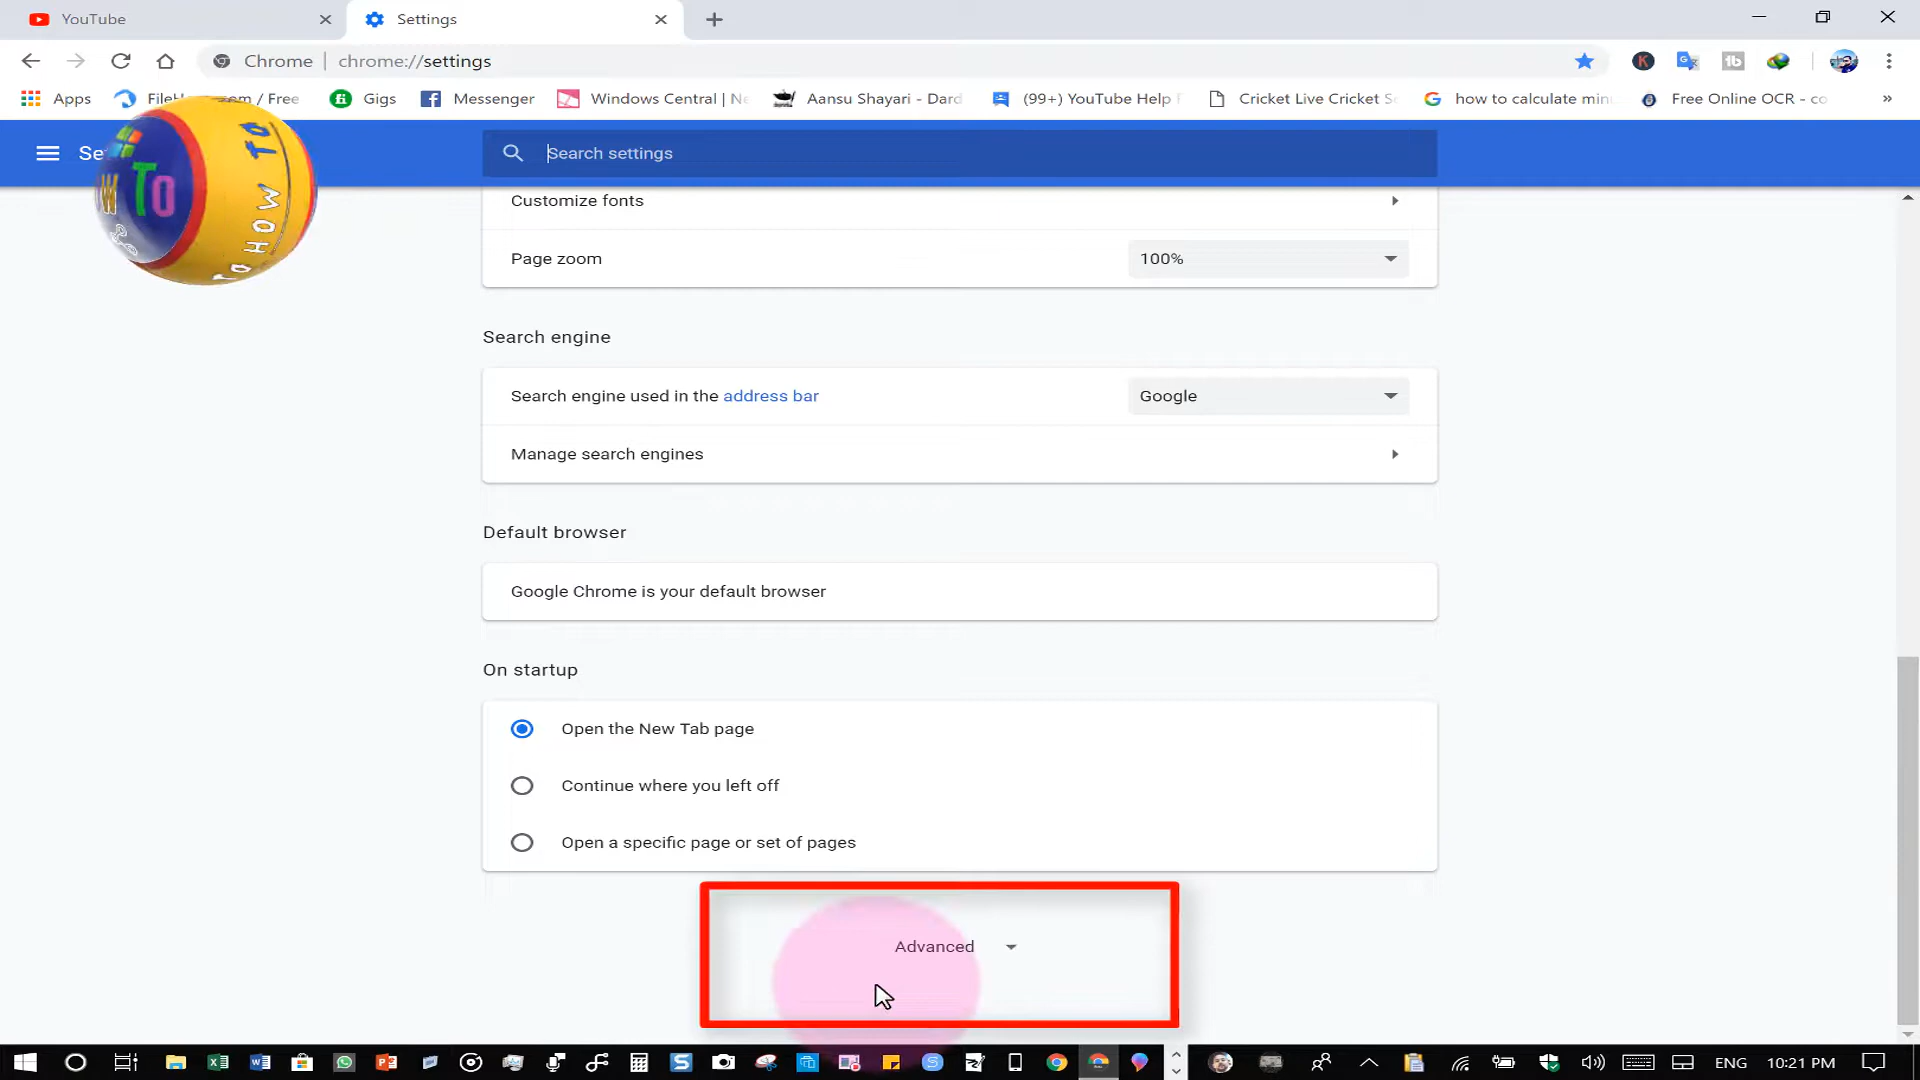 YouTube
Settings
Chrome | chrome://settings
Apps
Gigs
Messenger
Windows Central | Ne
Aansu Shayari - Dard
(99+) YouTube Help
Cricket Live Cricket Sc
how to calculate min
Free Online OCR - co
»
Search settings
TO
HOW TO
Customize fonts
Page zoom
100%
Search engine
Search engine used in the address bar
Google
Manage search engines
Default browser
Google Chrome is your default browser
On startup
Open the New Tab page
Continue where you left off
Open a specific page or set of pages
Advanced
ENG
10:21 PM